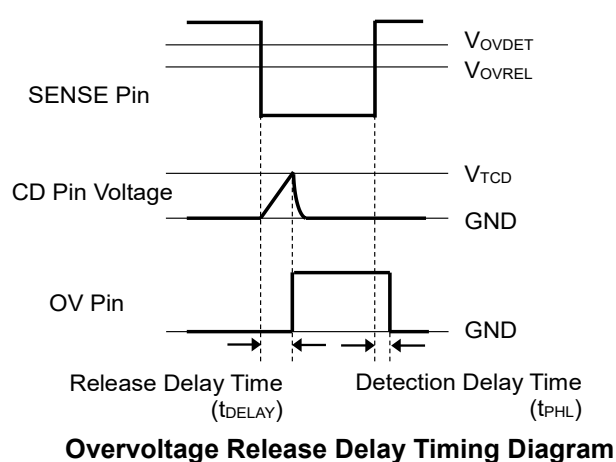 VOVDET
VOVREL
SENSE Pin
VTCD
CD Pin Voltage
GND
OV Pin
GND
Release Delay Time
(tDELAY)
Detection Delay Time
(tPHL)
Overvoltage Release Delay Timing Diagram